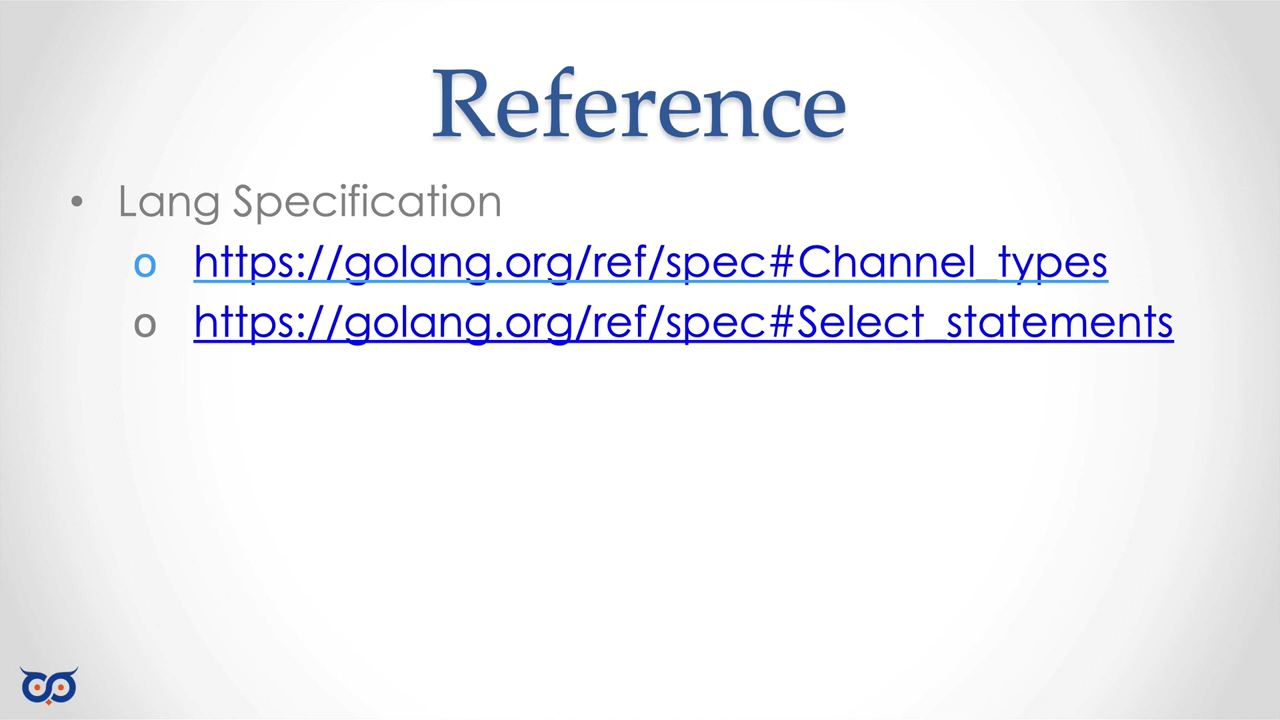 Reference
• Lang Specification
o https://golang.org/ref/spec#Channel_types
o https://golang.org/ref/spec#Select_statements